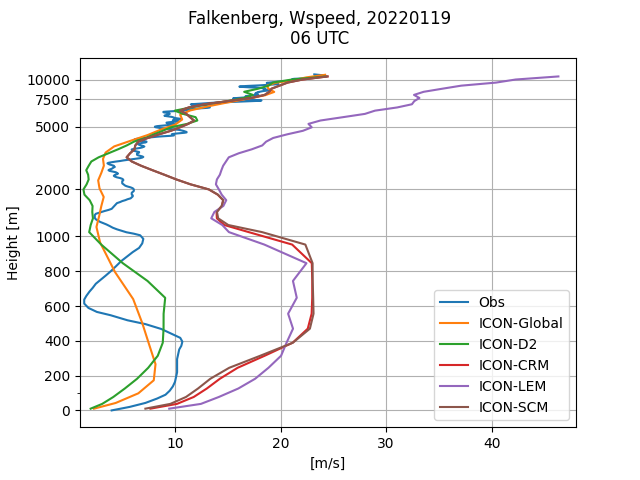 Falkenberg, Wspeed, 20220119
06 UTC
Height [m]
10000
7500
5000
2000
1000
800
600
400
200
0
10
20
30
40
[m/s]
Obs
ICON-Global
ICON-D2
ICON-CRM
ICON-LEM
ICON-SCM